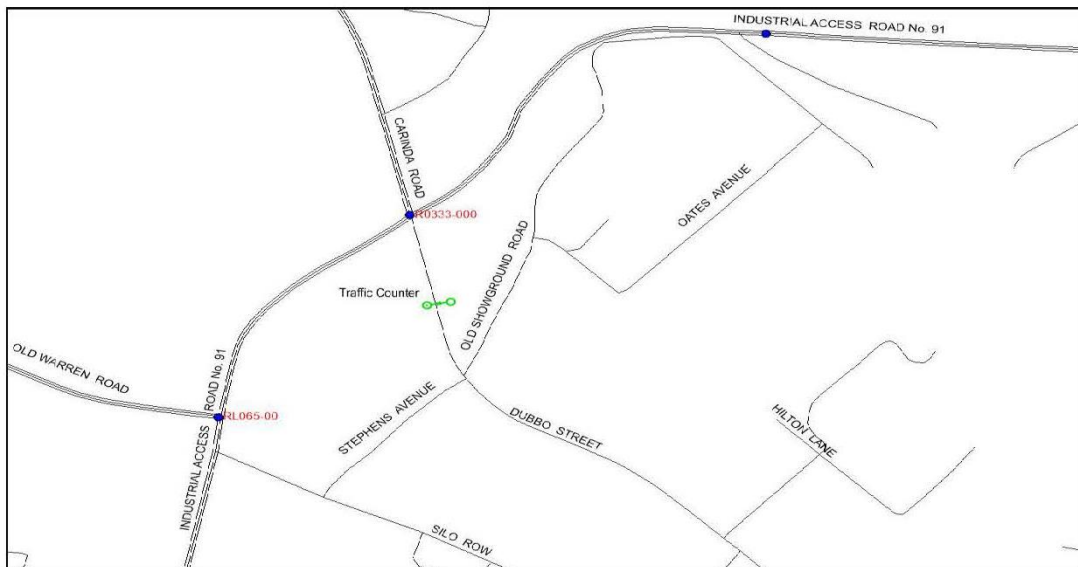 INDUSTRIAL ACCESS ROAD No. 91
CARINDA ROAD
R0333-000
OATES AVENUE
Traffic Counter
OLD SHOWGROUND ROAD
OLD WARREN ROAD
INDUSTRIAL ACCESS ROAD No. 91
RL065-00
STEPHENS AVENUE
DUBBO STREET
HILTON LANE
SILO ROW